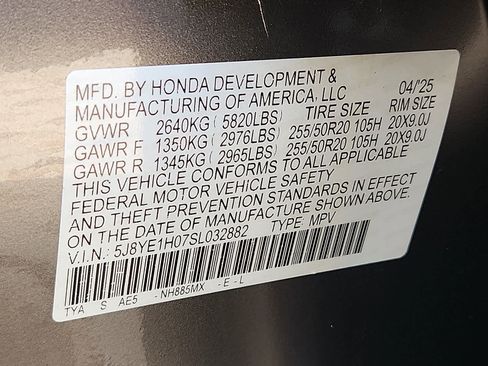 MFD. BY HONDA DEVELOPMENT & 04/25
MANUFACTURING OF AMERICA, LLC
GVWR 2640KG ( 5820LBS) TIRE SIZE RIM SIZE
GAWR F 1350KG ( 2976LBS) 255/50R20 105H 20X9.0J
GAWR R 1345KG ( 2965LBS) 255/50R20 105H 20X9.0J
THIS VEHICLE CONFORMS TO ALL APPLICABLE
FEDERAL MOTOR VEHICLE SAFETY
AND THEFT PREVENTION STANDARDS IN EFFECT
ON THE DATE OF MANUFACTURE SHOWN ABOVE.
V.I.N.: 5J8YE1H07SL032882 TYPE: MPV
TYA S AE5 - NH885MX - E - L